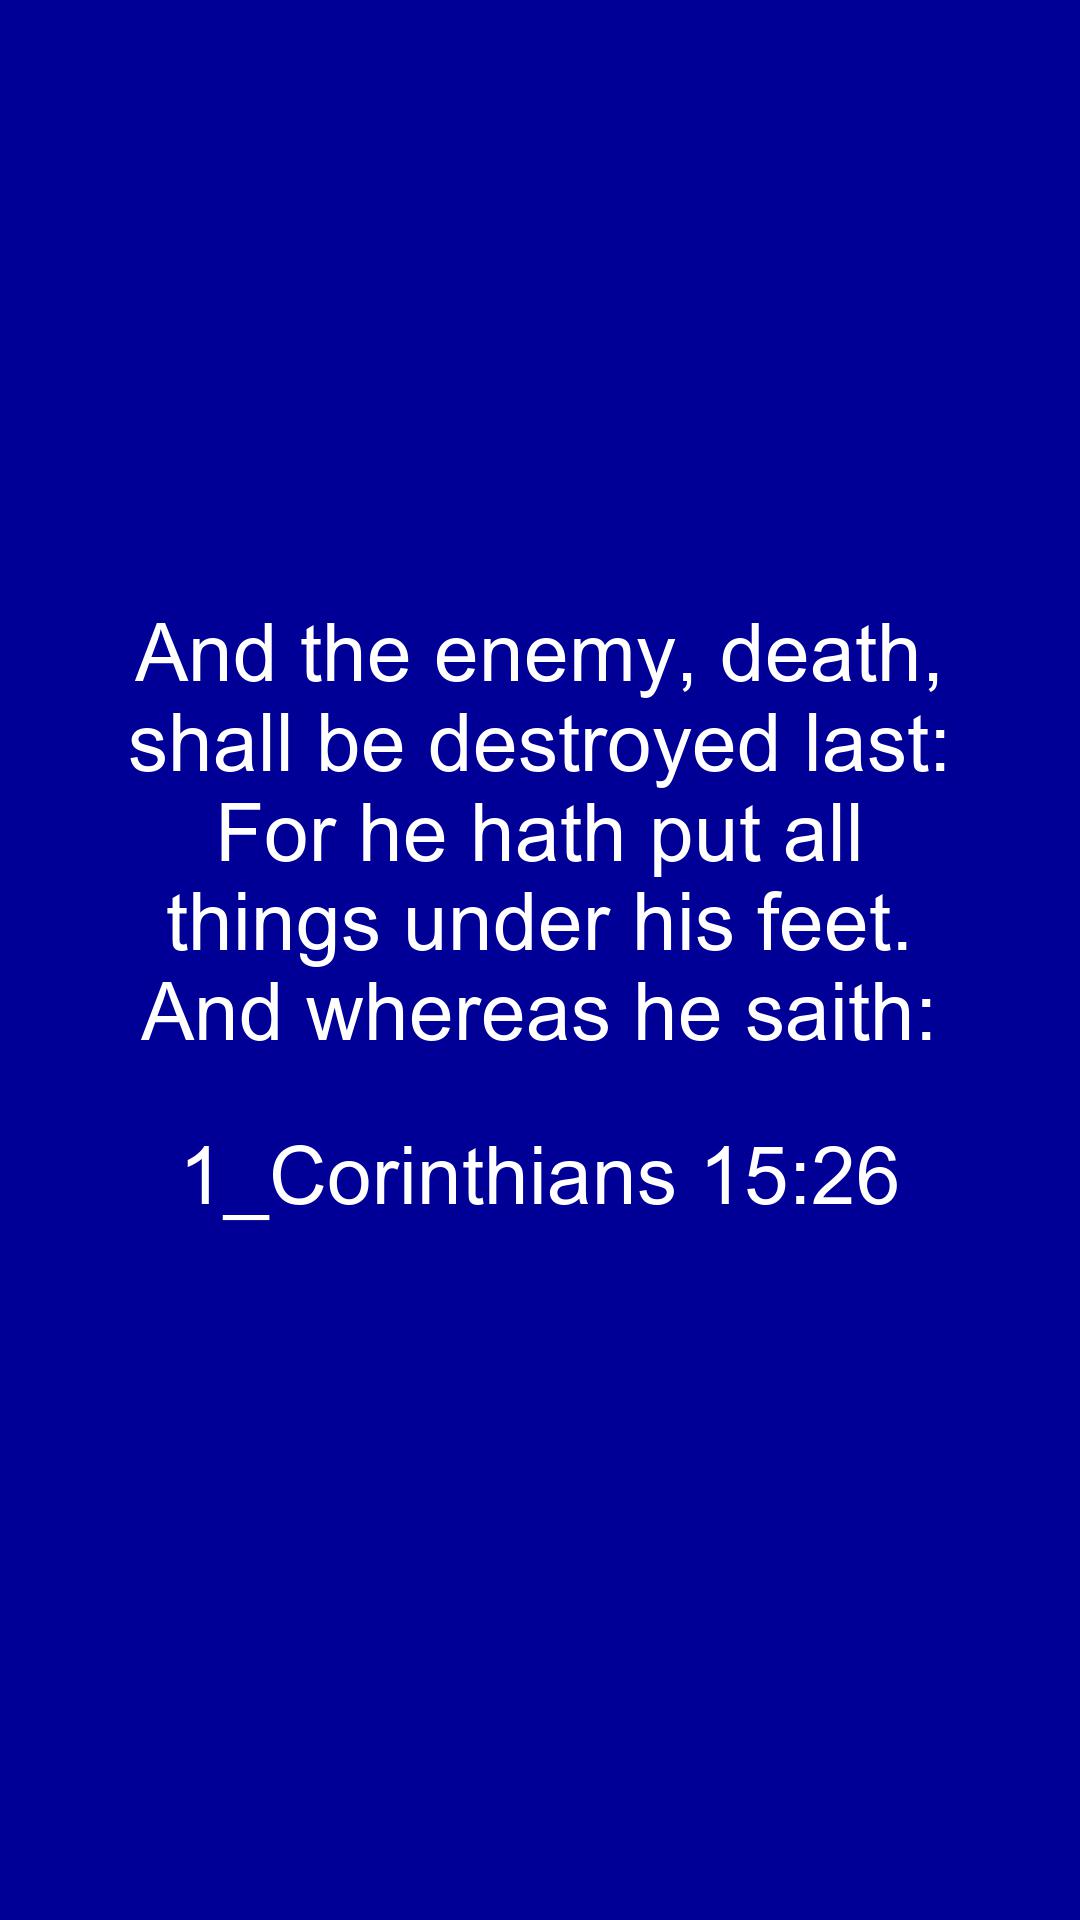 And the enemy, death,
shall be destroyed last:
For he hath put all
things under his feet.
And whereas he saith:
1_Corinthians 15:26